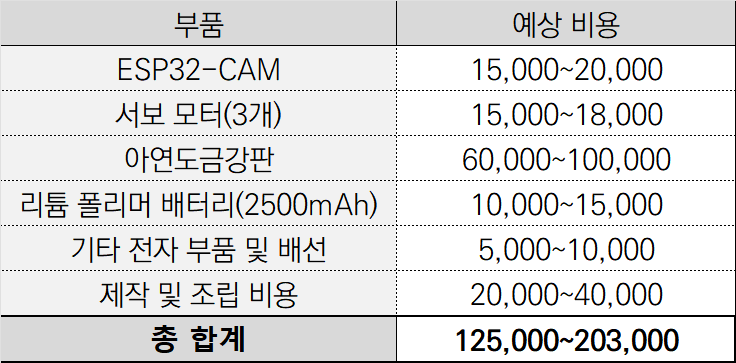 부품 예상 비용
ESP32-CAM 15,000~20,000
서보 모터(3개) 15,000~18,000
아연도금강판 60,000~100,000
리튬 폴리머 배터리(2500mAh) 10,000~15,000
기타 전자 부품 및 배선 5,000~10,000
제작 및 조립 비용 20,000~40,000
총 합계 125,000~203,000